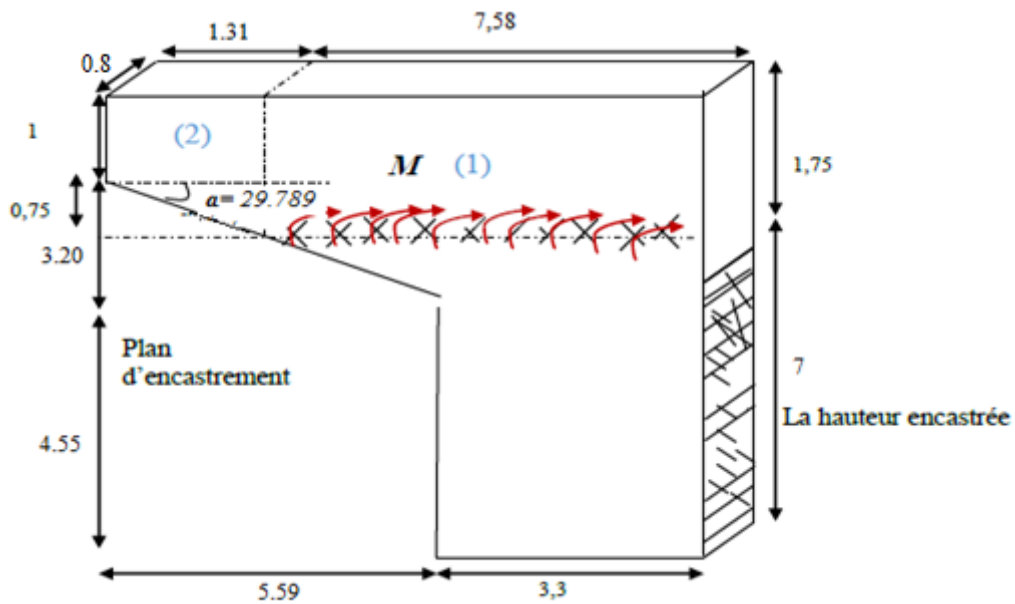 1.31
7,58
0.8
1
(2)
M (1)
1,75
0,75
α= 29.789
3.20
Plan
d'encastrement
7
La hauteur encastrée
4.55
5.59
3,3